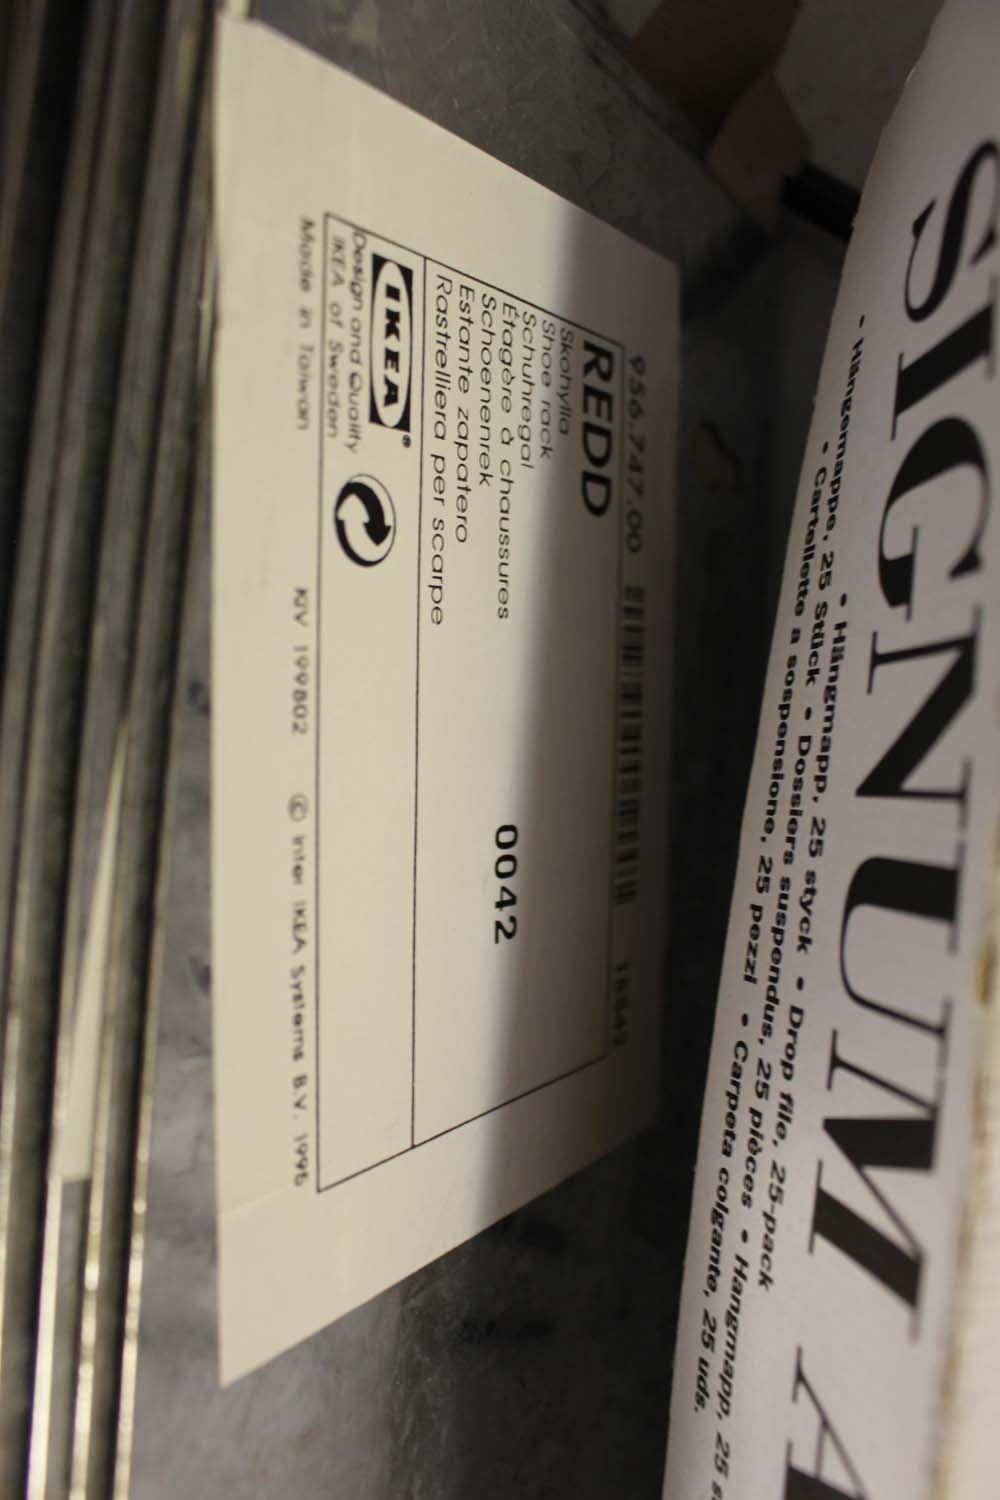 956.747.00
REDD
Skohylla
Shoe rack
Schuhregal
Étagère à chaussures
Schoenenrek
Estante zapatero
Rastrelliera per scarpe
0042
IKEA®
Design and Quality
IKEA of Sweden
Made in Taiwan
KIV 199802 © Inter IKEA Systems B.V. 1995
SIGNUM A
• Hängmapp, 25 styck • Drop file, 25-pack
• Hängemappe, 25 Stück • Dossiers suspendus, 25 pièces • Hangmapp, 25
• Cartellette a sospensione, 25 pezzi • Carpeta colgante, 25 uds.